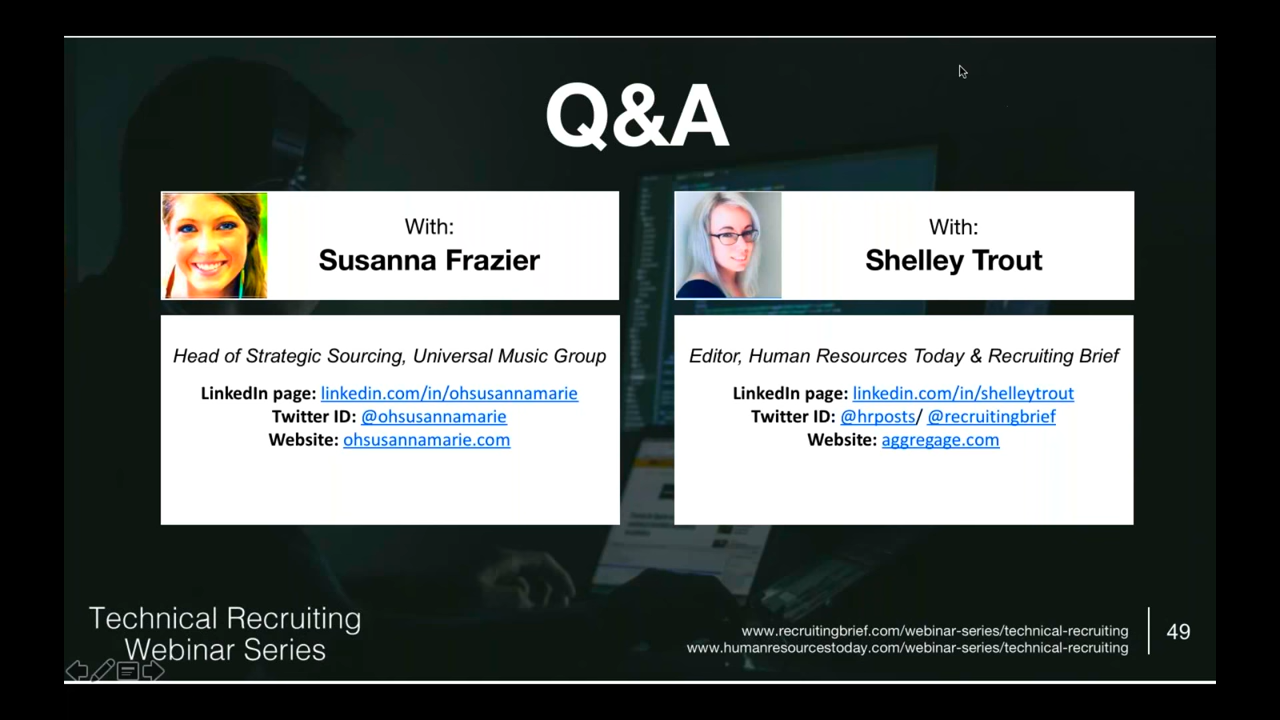 Q&A
With:
Susanna Frazier
Head of Strategic Sourcing, Universal Music Group
LinkedIn page: linkedin.com/in/ohsusannamarie
Twitter ID: @ohsusannamarie
Website: ohsusannamarie.com
With:
Shelley Trout
Editor, Human Resources Today & Recruiting Brief
LinkedIn page: linkedin.com/in/shelleytrout
Twitter ID: @hrposts/ @recruitingbrief
Website: aggregage.com
Technical Recruiting
Webinar Series
www.recruitingbrief.com/webinar-series/technical-recruiting
www.humanresourcestoday.com/webinar-series/technical-recruiting
49